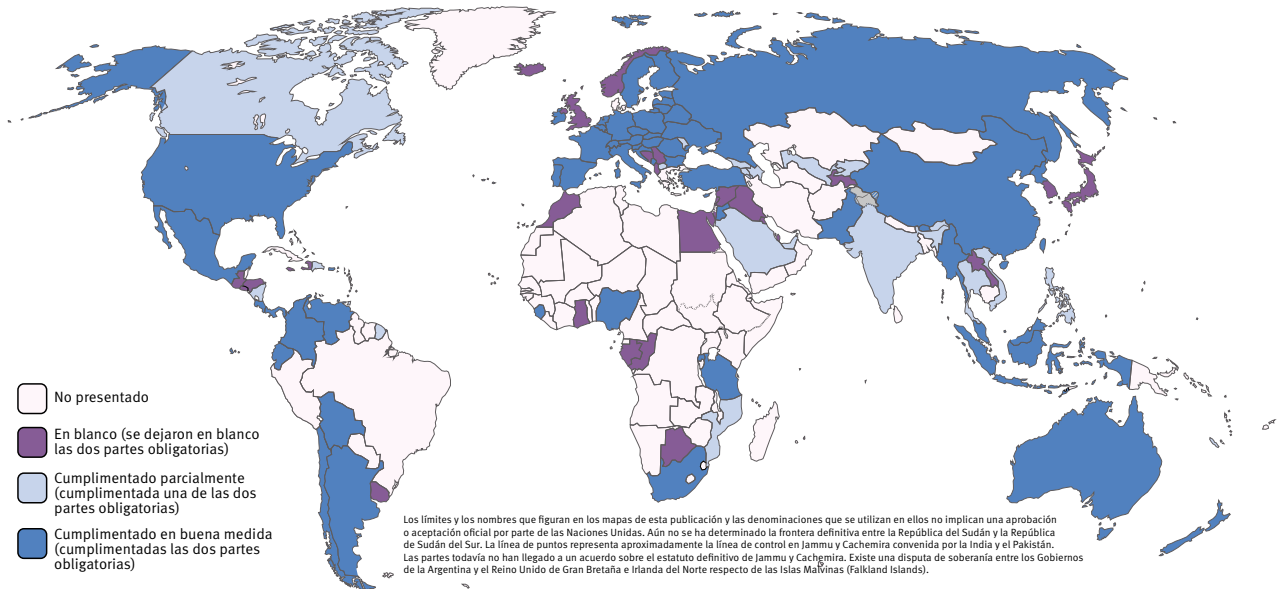 No presentado
En blanco (se dejaron en blanco
las dos partes obligatorias)
Cumplimentado parcialmente
(cumplimentada una de las dos
partes obligatorias)
Cumplimentado en buena medida
(cumplimentadas las dos partes
obligatorias)
Los límites y los nombres que figuran en los mapas de esta publicación y las denominaciones que se utilizan en ellos no implican una aprobación
o aceptación oficial por parte de las Naciones Unidas. Aún no se ha determinado la frontera definitiva entre la República del Sudán y la República
de Sudán del Sur. La línea de puntos representa aproximadamente la línea de control en Jammu y Cachemira convenida por la India y el Pakistán.
Las partes todavía no han llegado a un acuerdo sobre el estatuto definitivo de Jammu y Cachemira. Existe una disputa de soberanía entre los Gobiernos
de la Argentina y el Reino Unido de Gran Bretaña e Irlanda del Norte respecto de las Islas Malvinas (Falkland Islands).